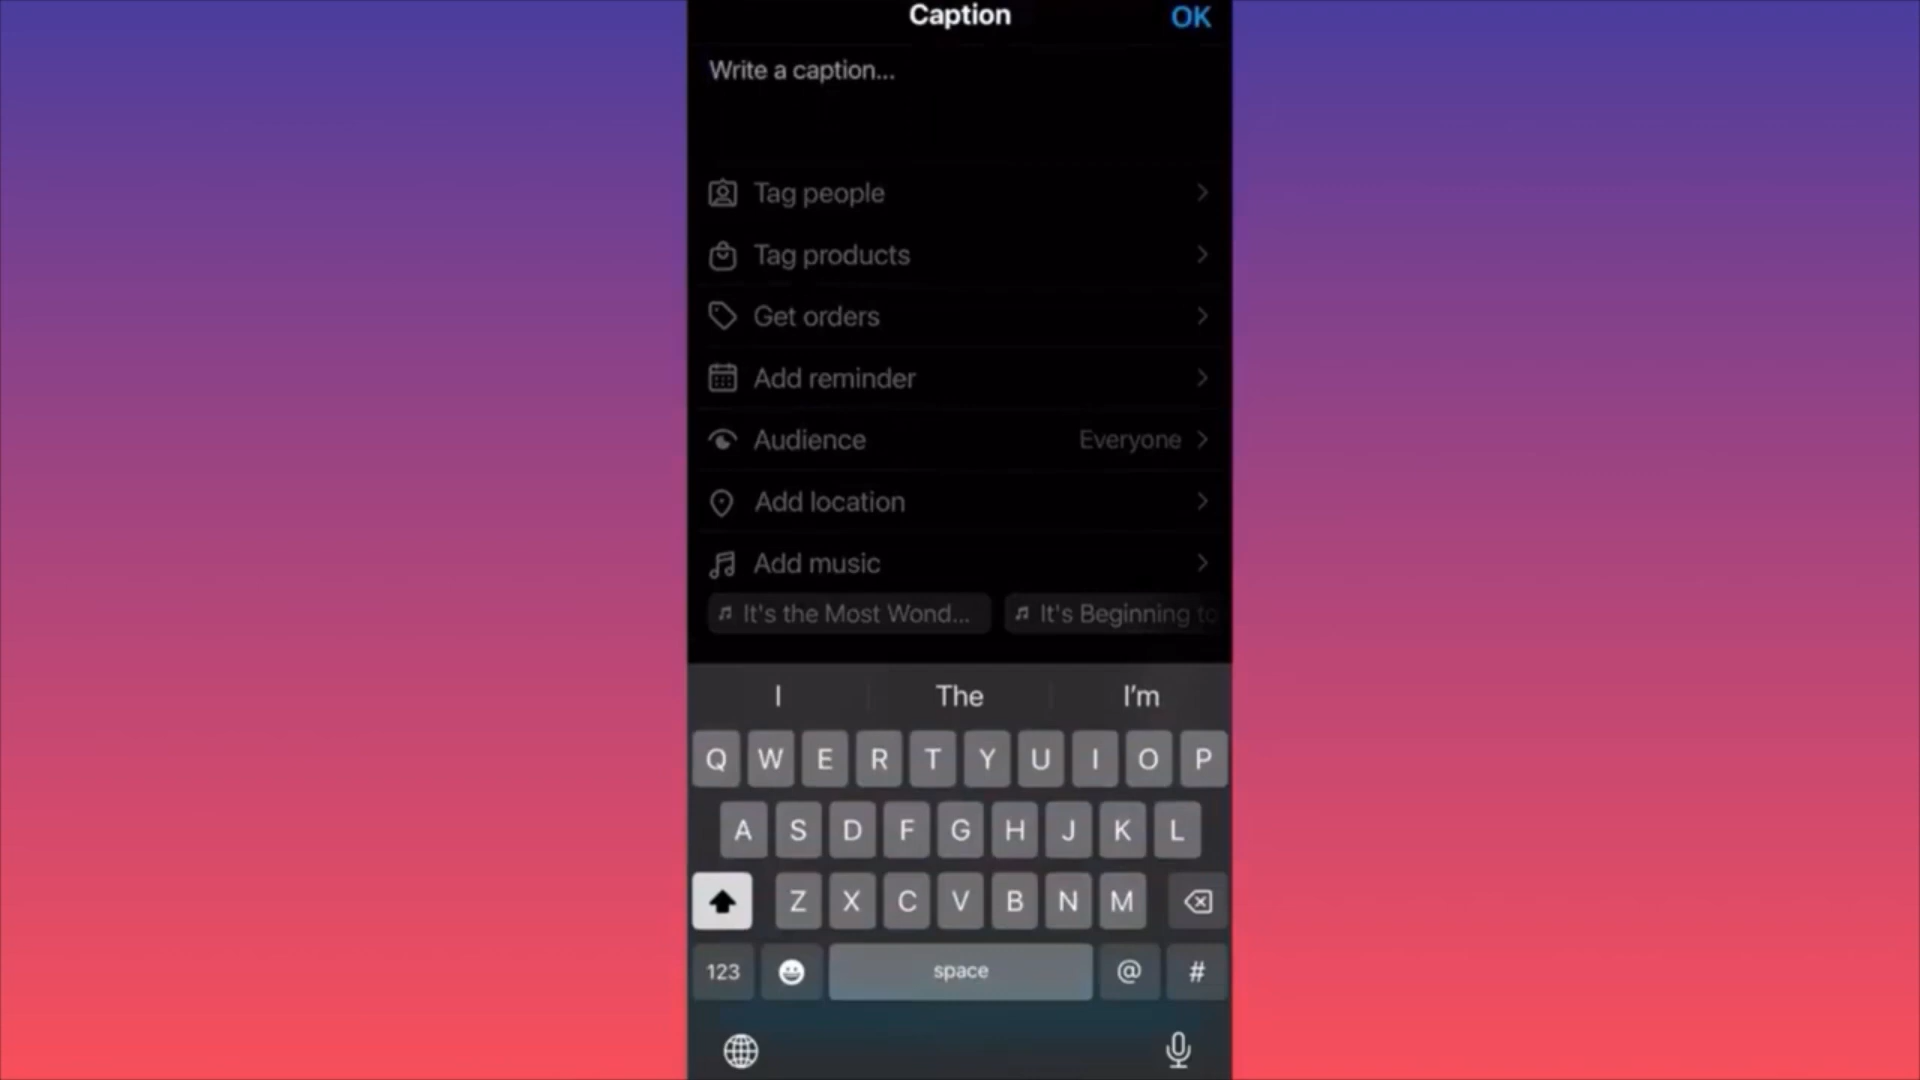 Caption
OK
Write a caption...
Tag people
Tag products
Get orders
Add reminder
Audience Everyone
Add location
Add music
It's the Most Wond... It's Beginning to
I The I'm
Q W E R T Y U I O P
A S D F G H J K L
Z X C V B N M
123 space @ #